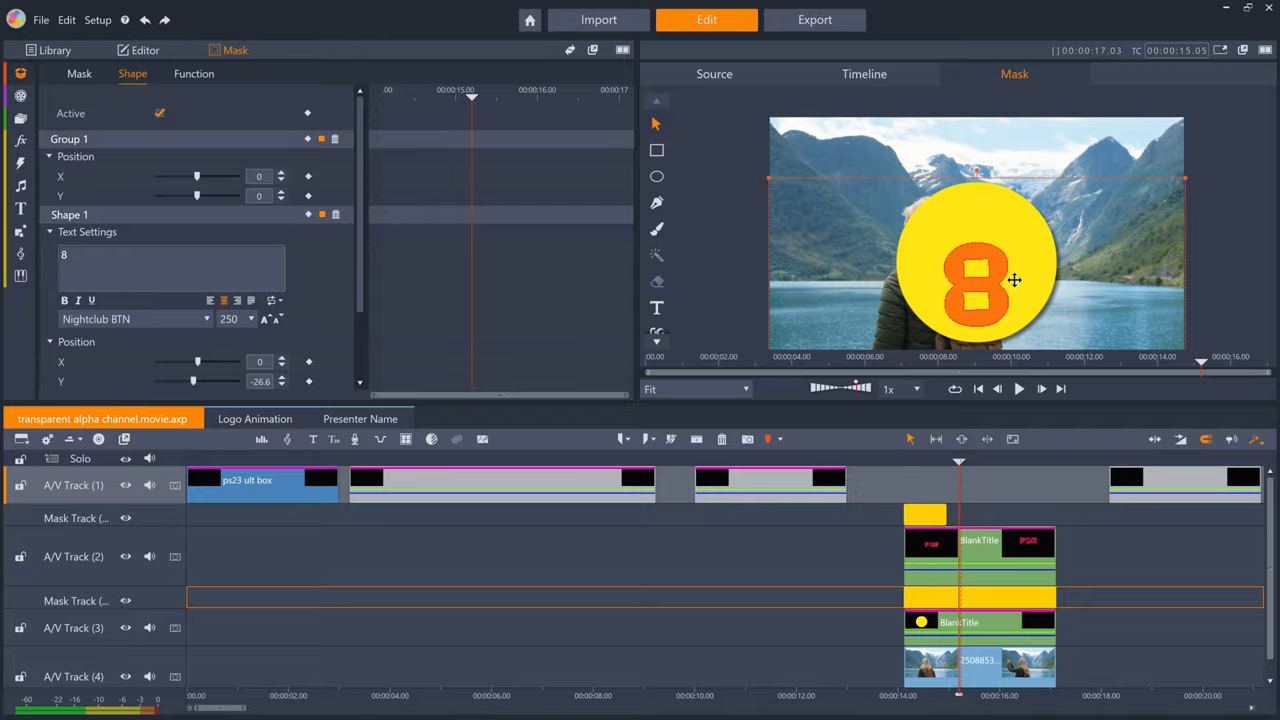 File Edit Setup
Import Edit Export
Library Editor Mask
[ ] 00:00:17.03 TC 00:00:15.05
Mask Shape Function
.00 00:00:15.00 00:00:16.00 00:00:17
Source Timeline Mask
Active
Group 1
Position
X 0
Y 0
Shape 1
Text Settings
8
B I U
Nightclub BTN 250
Position
X 0
Y -26.6
8
:00.00 00:00:02.00 00:00:04.00 00:00:06.00 00:00:08.00 00:00:10.00 00:00:12.00 00:00:14.00 00:00:16.00
Fit 1x
transparent alpha channel.movie.axp Logo Animation Presenter Name
Solo
A/V Track (1) ps23 ult box
Mask Track (...
A/V Track (2) BlankTitle
Mask Track (...
A/V Track (3) BlankTitle
A/V Track (4) 2508853...
-60 -22 -16 -10 -6 -3 0
:00.00 00:00:02.00 00:00:04.00 00:00:06.00 00:00:08.00 00:00:10.00 00:00:12.00 00:00:14.00 00:00:16.00 00:00:18.00 00:00:20.00